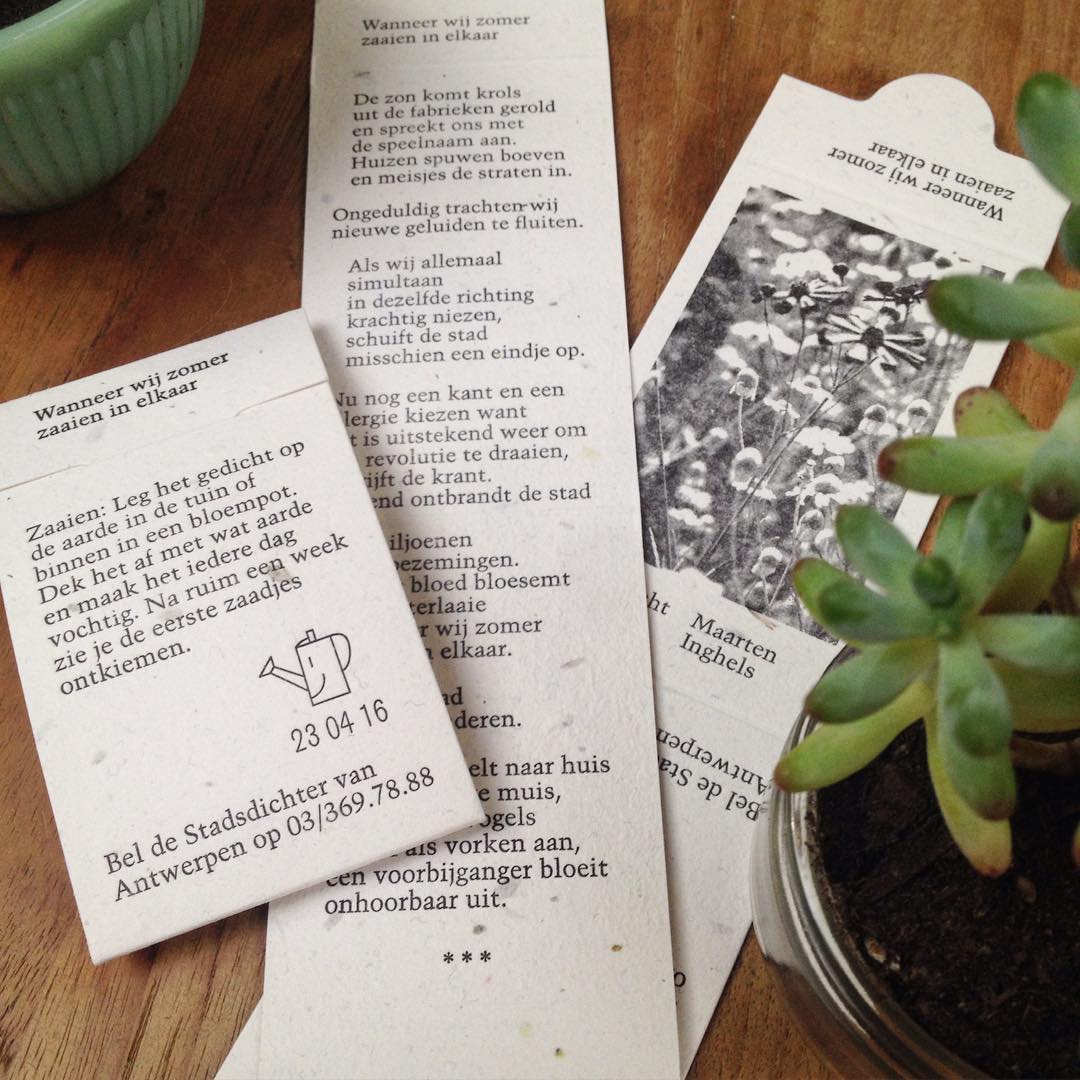 Wanneer wij zomer
zaaien in elkaar
Zaaien: Leg het gedicht op
de aarde in de tuin of
binnen in een bloempot.
Dek het af met wat aarde
en maak het iedere dag
vochtig. Na ruim een week
zie je de eerste zaadjes
ontkiemen.
23 04 16
Bel de Stadsdichter van
Antwerpen op 03/369.78.88
Wanneer wij zomer
zaaien in elkaar
De zon komt krols
uit de fabrieken gerold
en spreekt ons met
de speelnaam aan.
Huizen spuwen boeven
en meisjes de straten in.
Ongeduldig trachten wij
nieuwe geluiden te fluiten.
Als wij allemaal
simultaan
in dezelfde richting
krachtig niezen,
schuift de stad
misschien een eindje op.
Nu nog een kant en een
kiezen want
is uitstekend weer om
revolutie te draaien,
de krant.
ontbrandt de stad
bloed bloesemt
wij zomer
elkaar.
naar huis
muis,
als vorken aan,
een voorbijganger bloeit
onhoorbaar uit.
***
Wanneer wij zomer
zaaien in elkaar
Maarten
Inghels
Bel de